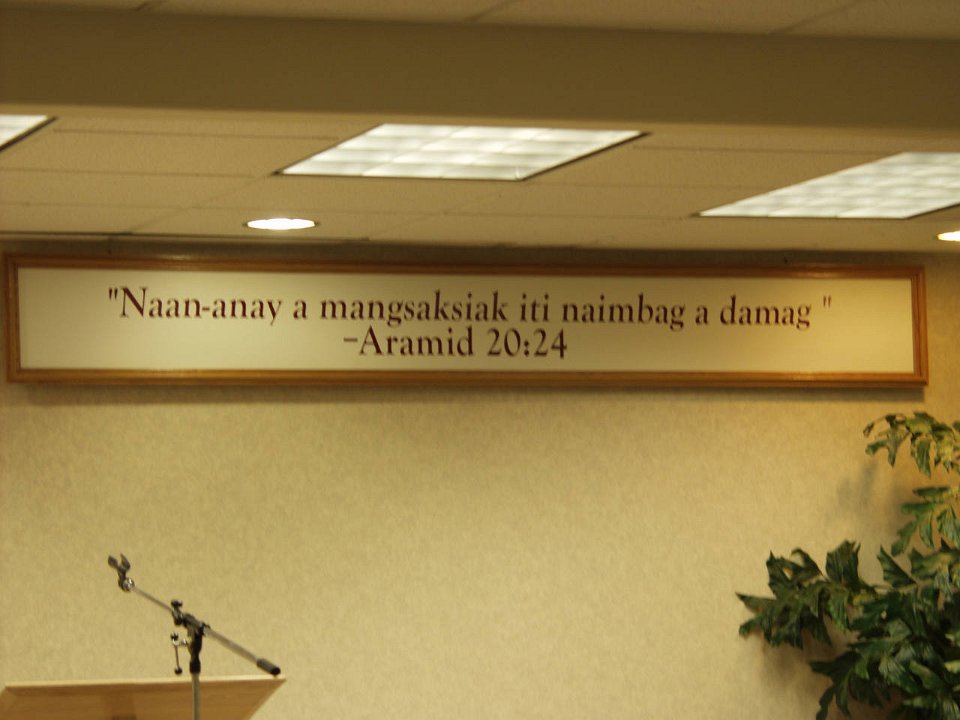 "Naan-anay a mangsaksiak iti naimbag a damag "
–Aramid 20:24